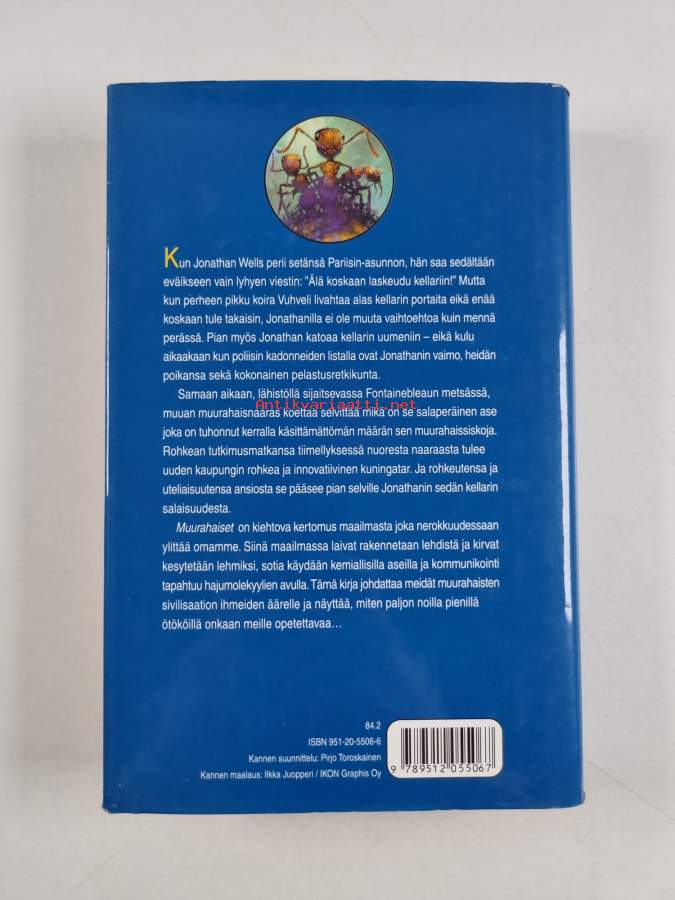 Kun Jonathan Wells perii setänsä Pariisin-asunnon, hän saa sedältään
eväikseen vain lyhyen viestin: "Älä koskaan laskeudu kellariin!" Mutta
kun perheen pikku koira Vuhveli livahtaa alas kellarin portaita eikä enää
koskaan tule takaisin, Jonathanilla ei ole muuta vaihtoehtoa kuin mennä
perässä. Pian myös Jonathan katoaa kellarin uumeniin – eikä kulu
aikaakaan kun poliisin kadonneiden listalla ovat Jonathanin vaimo, heidän
poikansa sekä kokonainen pelastusretkikunta.
Samaan aikaan, lähistöllä sijaitsevassa Fontainebleaun metsässä,
Antikvariaatti.net
muuan muurahaisnaaras koettaa selvittää mikä on se salaperäinen ase
joka on tuhonnut kerralla käsittämättömän määrän sen muurahaissiskoja.
Rohkean tutkimusmatkansa tiimellyksessä nuoresta naaraasta tulee
uuden kaupungin rohkea ja innovatiivinen kuningatar. Ja rohkeutensa ja
uteliaisuutensa ansiosta se pääsee pian selville Jonathanin sedän kellarin
salaisuudesta.
Muurahaiset on kiehtova kertomus maailmasta joka nerokkuudessaan
ylittää omamme. Siinä maailmassa laivat rakennetaan lehdistä ja kirvat
kesytetään lehmiksi, sotia käydään kemiallisilla aseilla ja kommunikointi
tapahtuu hajumolekyylien avulla. Tämä kirja johdattaa meidät muurahaisten
sivilisaation ihmeiden äärelle ja näyttää, miten paljon noilla pienillä
ötököillä onkaan meille opetettavaa...
84.2
ISBN 951-20-5506-6
Kannen suunnittelu: Pirjo Toroskainen
Kannen maalaus: Ilkka Juopperi / IKON Graphis Oy
9 789512 055067